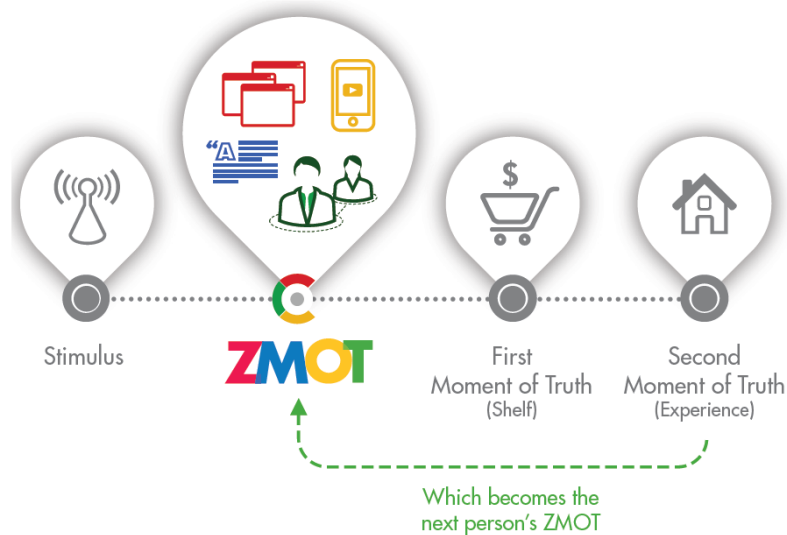 “A
$
Stimulus
ZMOT
First
Moment of Truth
(Shelf)
Second
Moment of Truth
(Experience)
Which becomes the
next person's ZMOT